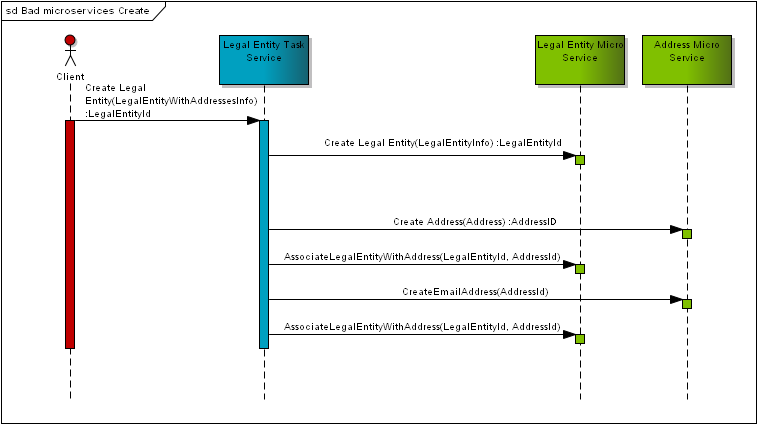 sd Bad microservices Create
Legal Entity Task
Service
Legal Entity Micro
Service
Address Micro
Service
Client
Create Legal
Entity(LegalEntityWithAddressesInfo)
:LegalEntityId
Create Legal Entity(LegalEntityInfo) :LegalEntityId
Create Address(Address) :AddressID
AssociateLegalEntityWithAddress(LegalEntityId, AddressId)
CreateEmailAddress(AddressId)
AssociateLegalEntityWithAddress(LegalEntityId, AddressId)